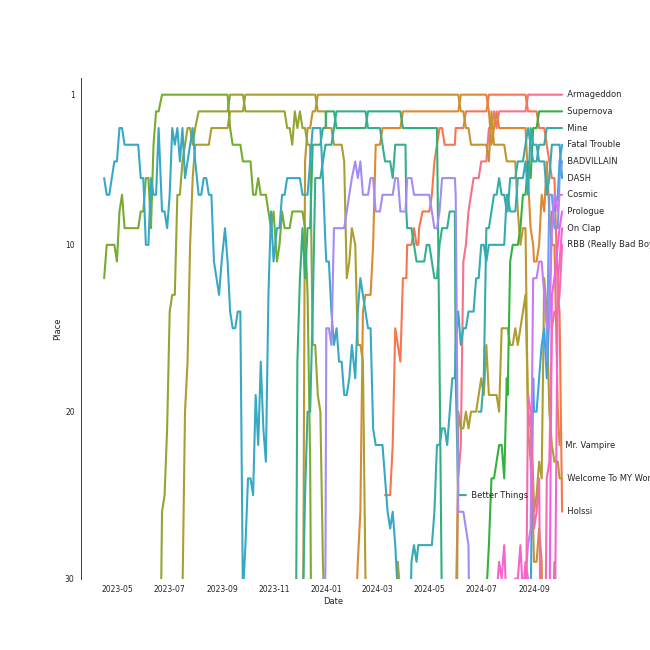 1
Armageddon
Supernova
Mine
Fatal Trouble
BADVILLAIN
DASH
Cosmic
Prologue
On Clap
10
RBB (Really Bad Boy
Place
20
Mr. Vampire
Welcome To MY Wor
Better Things
Holssi
30
2023-05 2023-07 2023-09 2023-11 2024-01 2024-03 2024-05 2024-07 2024-09
Date